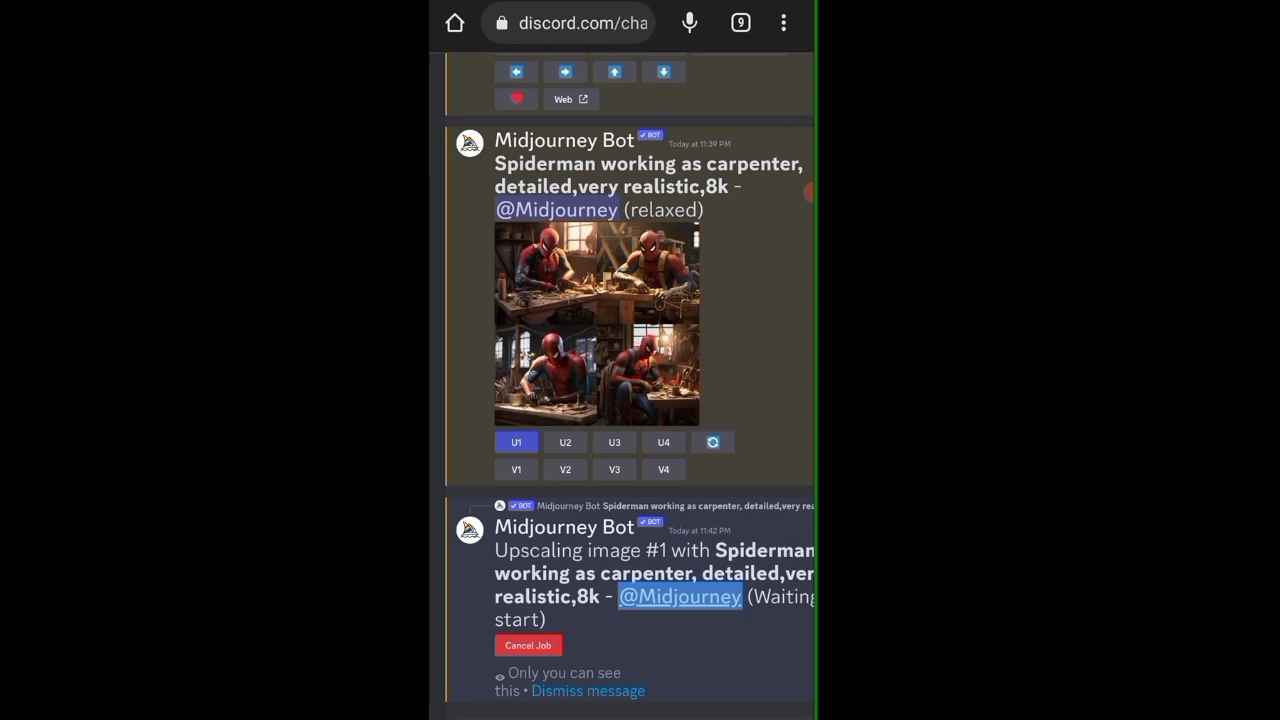 discord.com/cha
9
Web
Midjourney Bot ✓ BOT Today at 11:39 PM
Spiderman working as carpenter,
detailed,very realistic,8k -
@Midjourney (relaxed)
U1 U2 U3 U4
V1 V2 V3 V4
✓ BOT Midjourney Bot Spiderman working as carpenter, detailed,very rea
Midjourney Bot ✓ BOT Today at 11:42 PM
Upscaling image #1 with Spiderman
working as carpenter, detailed,ver
realistic,8k - @Midjourney (Waiting
start)
Cancel Job
Only you can see
this • Dismiss message